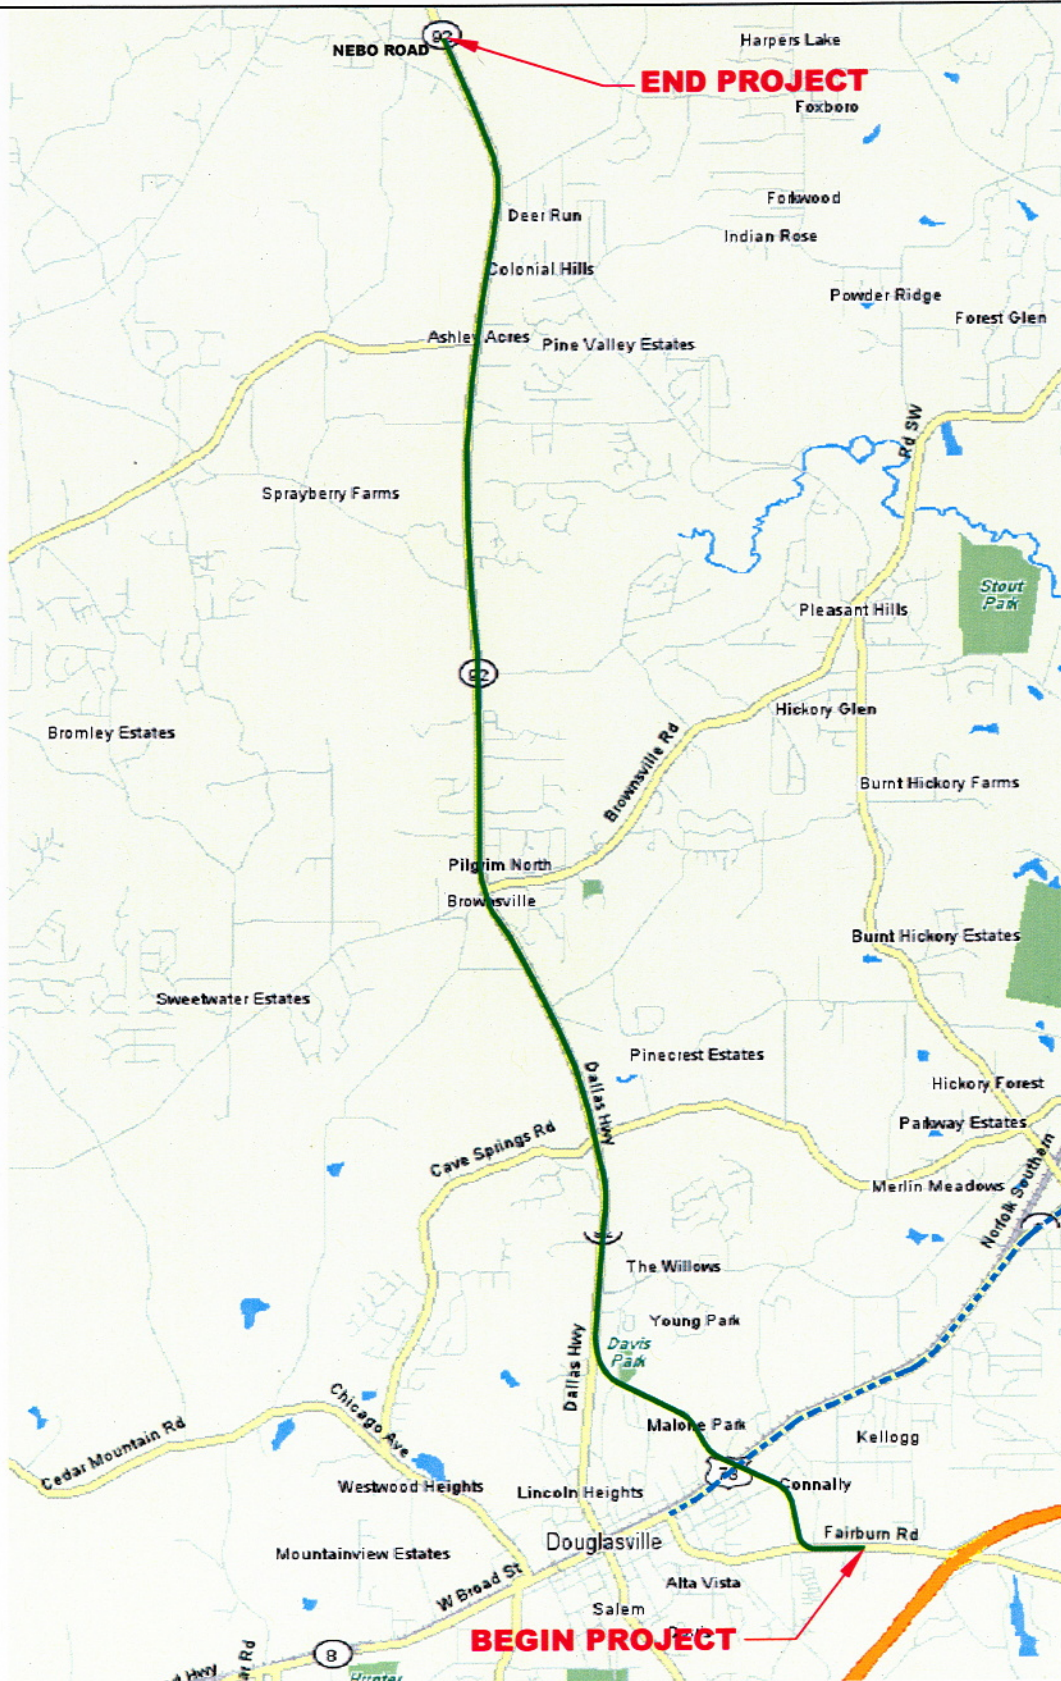 92
NEBO ROAD
Harpers Lake
END PROJECT
Foxboro
Forkwood
Deer Run
Indian Rose
Colonial Hills
Powder Ridge
Forest Glen
Ashley Acres
Pine Valley Estates
Rd SW
Sprayberry Farms
Stout
Park
Pleasant Hills
92
Hickory Glen
Bromley Estates
Brownsville Rd
Burnt Hickory Farms
Pilgrim North
Brownsville
Burnt Hickory Estates
Sweetwater Estates
Pinecrest Estates
Dallas Hwy
Hickory Forest
Parkway Estates
Cave Springs Rd
Merlin Meadows
Norfolk Southern
The Willows
Young Park
Dallas Hwy
Davis
Park
Chicago Ave
Malone Park
Cedar Mountain Rd
Kellogg
78
Connally
Westwood Heights
Lincoln Heights
Fairburn Rd
Douglasville
Mountainview Estates
W Broad St
Alta Vista
Salem
BEGIN PROJECT
8
Hwy
Rd
Hunter